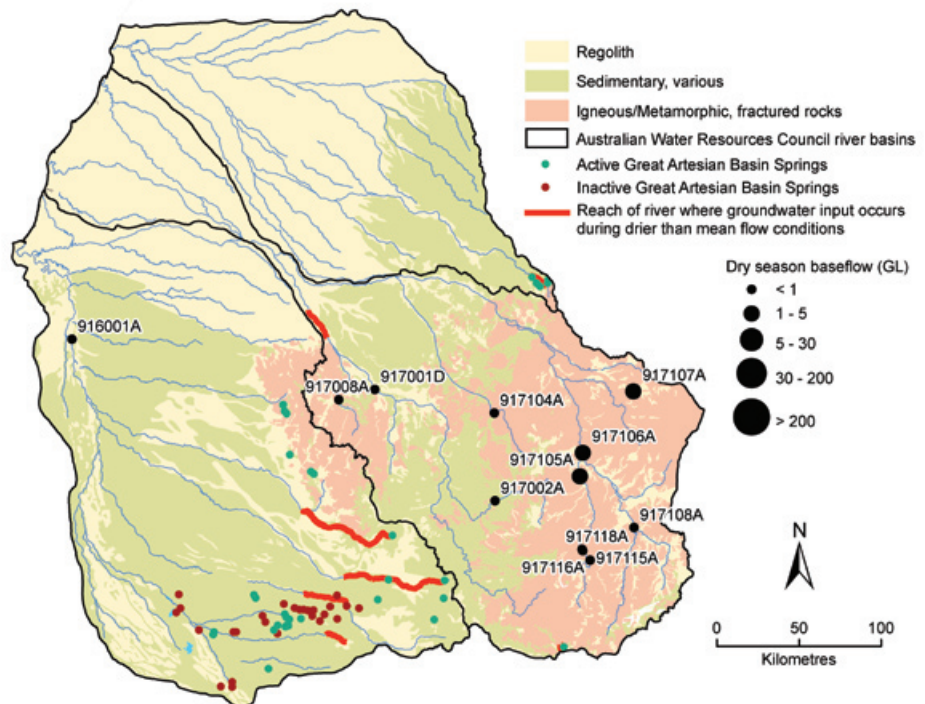 Regolith
Sedimentary, various
Igneous/Metamorphic, fractured rocks
Australian Water Resources Council river basins
Active Great Artesian Basin Springs
Inactive Great Artesian Basin Springs
Reach of river where groundwater input occurs
during drier than mean flow conditions
Dry season baseflow (GL)
< 1
1 - 5
5 - 30
30 - 200
> 200
916001A
917008A
917001D
917104A
917107A
917106A
917105A
917002A
917108A
917118A
917116A
917115A
N
0 50 100
Kilometres